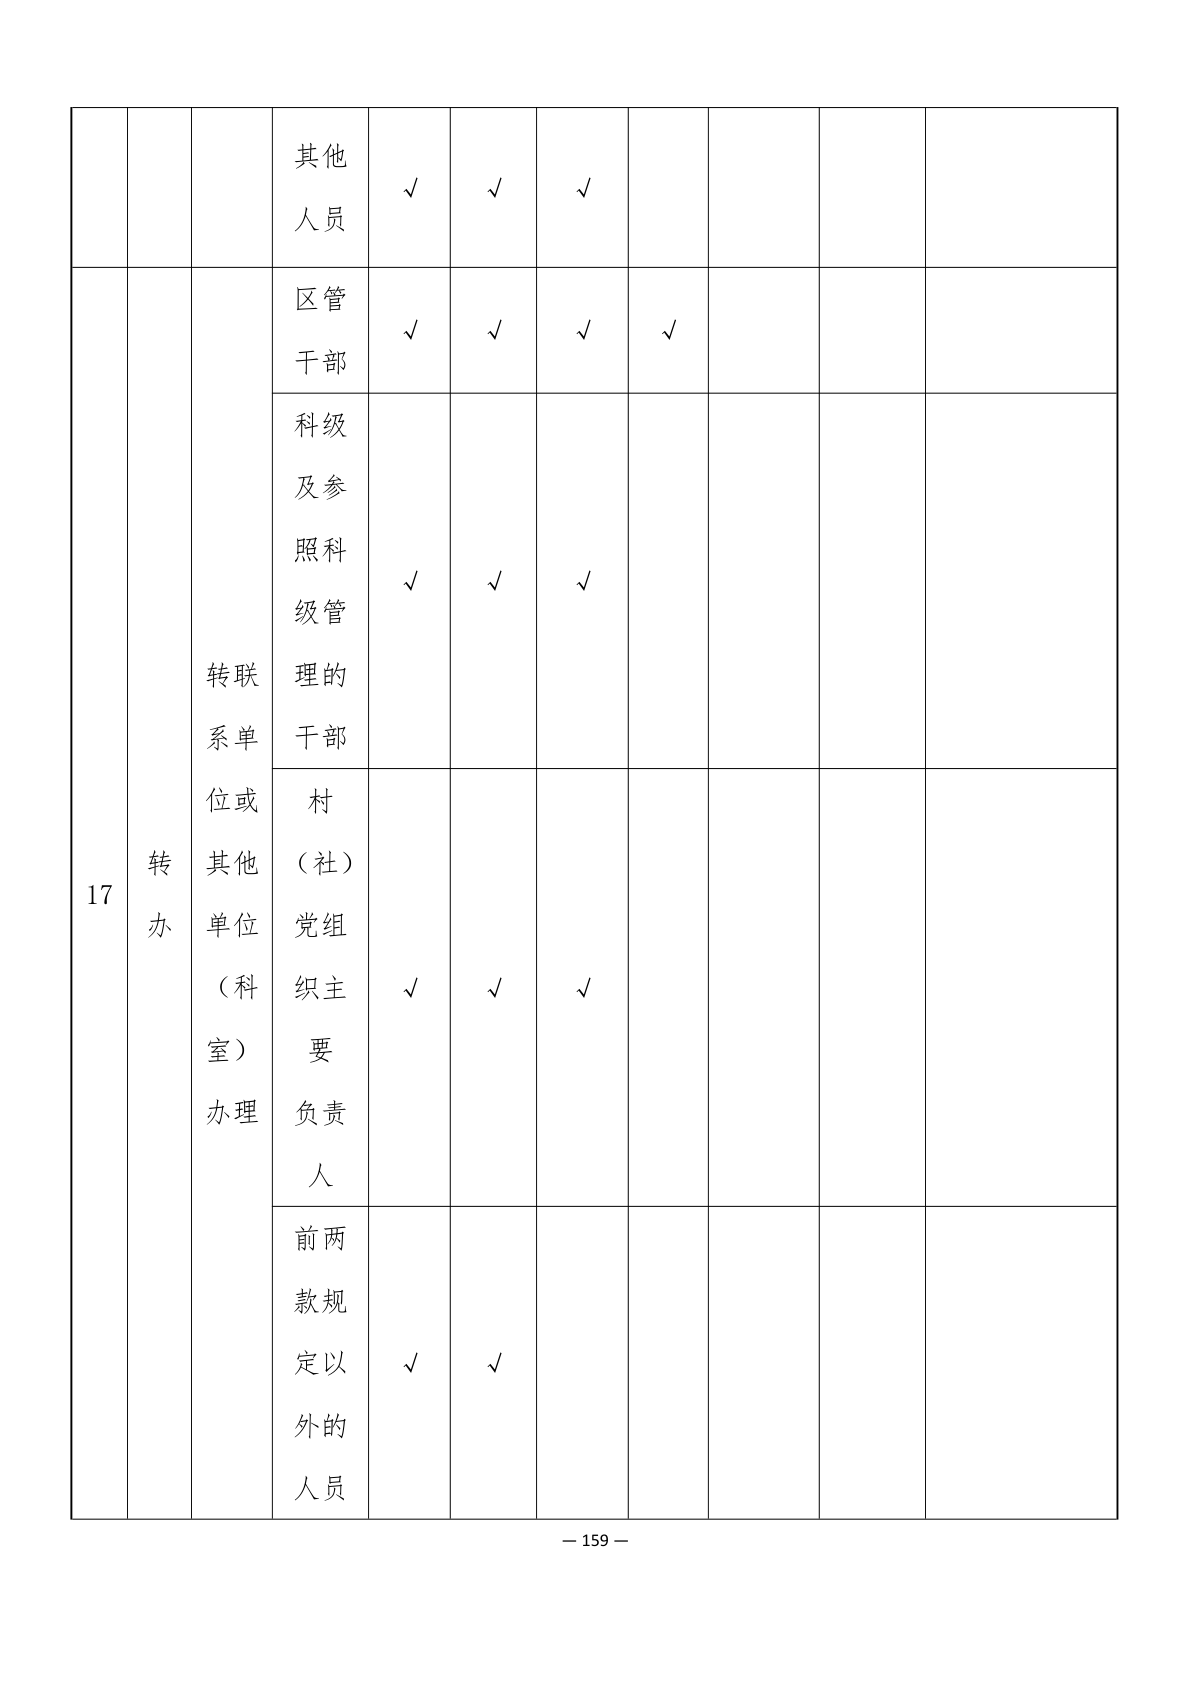 其他
人员
√ √ √
17
转
办
转联
系单
位或
其他
单位
（科
室）
办理
区管
干部
√ √ √ √
科级
及参
照科
级管
理的
干部
√ √ √
村
（社）
党组
织主
要
负责
人
√ √ √
前两
款规
定以
外的
人员
√ √
— 159 —